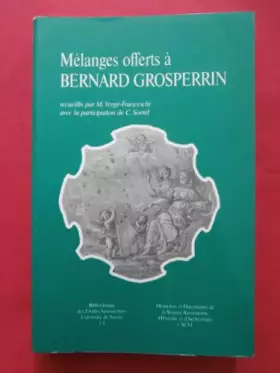 Mélanges offerts à
BERNARD GROSPERRIN
recueillis par M. Vergé-Franceschi
avec la participation de C. Sorrel
Bibliothèque
des Études Savoisiennes
Université de Savoie
Mémoires et Documents de
la Société Savoisienne
d'Histoire et d'Archéologie